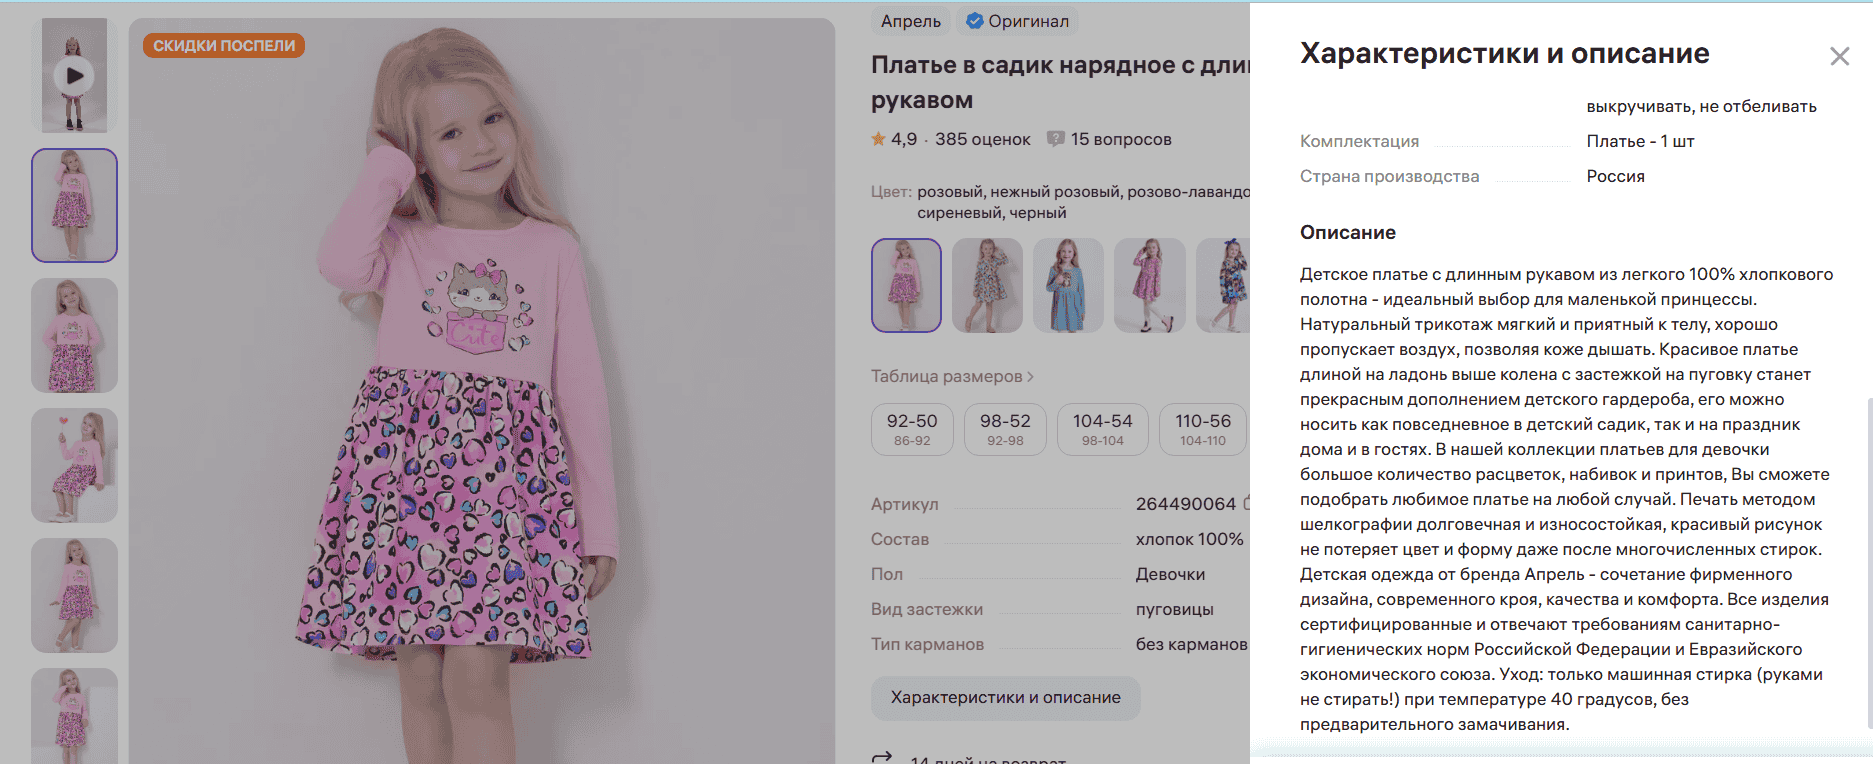 СКИДКИ ПОСПЕЛИ
Cute
Апрель
Оригинал
Платье в садик нарядное с
рукавом
4,9 · 385 оценок
15 вопросов
Цвет: розовый, нежный розовый,
сиреневый, черный
Таблица размеров >
92-50
86-92
98-52
92-98
104-54
98-104
110-56
104-110
Артикул 264490064
Состав хлопок 100%
Пол Девочки
Вид застежки пуговицы
Тип карманов без карманов
Характеристики и описание
14 дней на возврат
Характеристики и описание
выкручивать, не отбеливать
Комплектация Платье - 1 шт
Страна производства Россия
Описание
Детское платье с длинным рукавом из легкого 100% хлопкового
полотна - идеальный выбор для маленькой принцессы.
Натуральный трикотаж мягкий и приятный к телу, хорошо
пропускает воздух, позволяя коже дышать. Красивое платье
длиной на ладонь выше колена с застежкой на пуговку станет
прекрасным дополнением детского гардероба, его можно
носить как повседневное в детский садик, так и на праздник
дома и в гостях. В нашей коллекции платьев для девочки
большое количество расцветок, набивок и принтов, Вы сможете
подобрать любимое платье на любой случай. Печать методом
шелкографии долговечная и износостойкая, красивый рисунок
не потеряет цвет и форму даже после многочисленных стирок.
Детская одежда от бренда Апрель - сочетание фирменного
дизайна, современного кроя, качества и комфорта. Все изделия
сертифицированные и отвечают требованиям санитарно-
гигиенических норм Российской Федерации и Евразийского
экономического союза. Уход: только машинная стирка (руками
не стирать!) при температуре 40 градусов, без
предварительного замачивания.